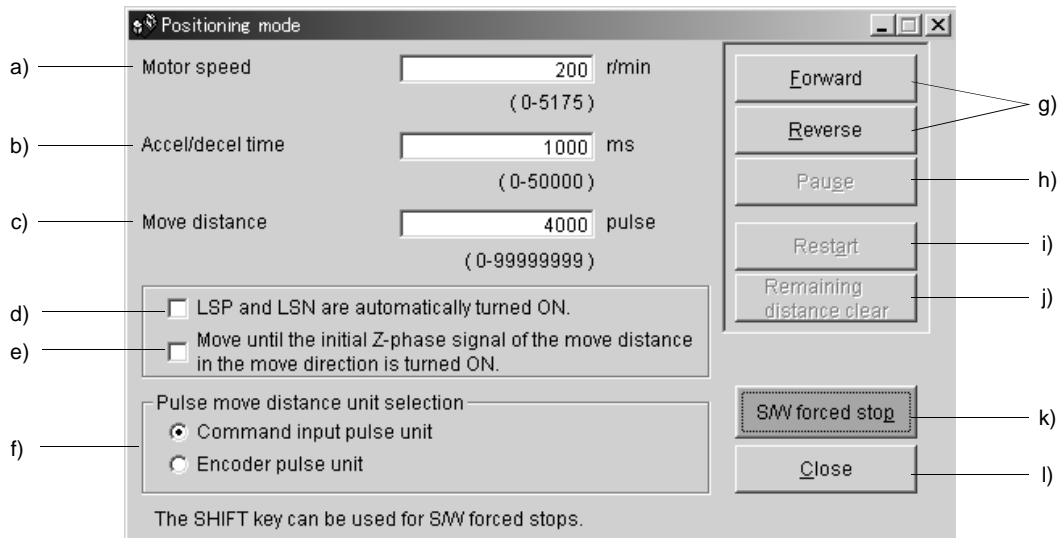 Positioning mode
a) Motor speed 200 r/min Forward
(0-5175)
g)
b) Accel/decel time 1000 ms Reverse
(0-50000)
Pause h)
c) Move distance 4000 pulse
(0-99999999)
Restart i)
Remaining
distance clear j)
d) LSP and LSN are automatically turned ON.
e) Move until the initial Z-phase signal of the move distance
in the move direction is turned ON.
Pulse move distance unit selection
f) Command input pulse unit
Encoder pulse unit
S/W forced stop k)
Close l)
The SHIFT key can be used for S/W forced stops.